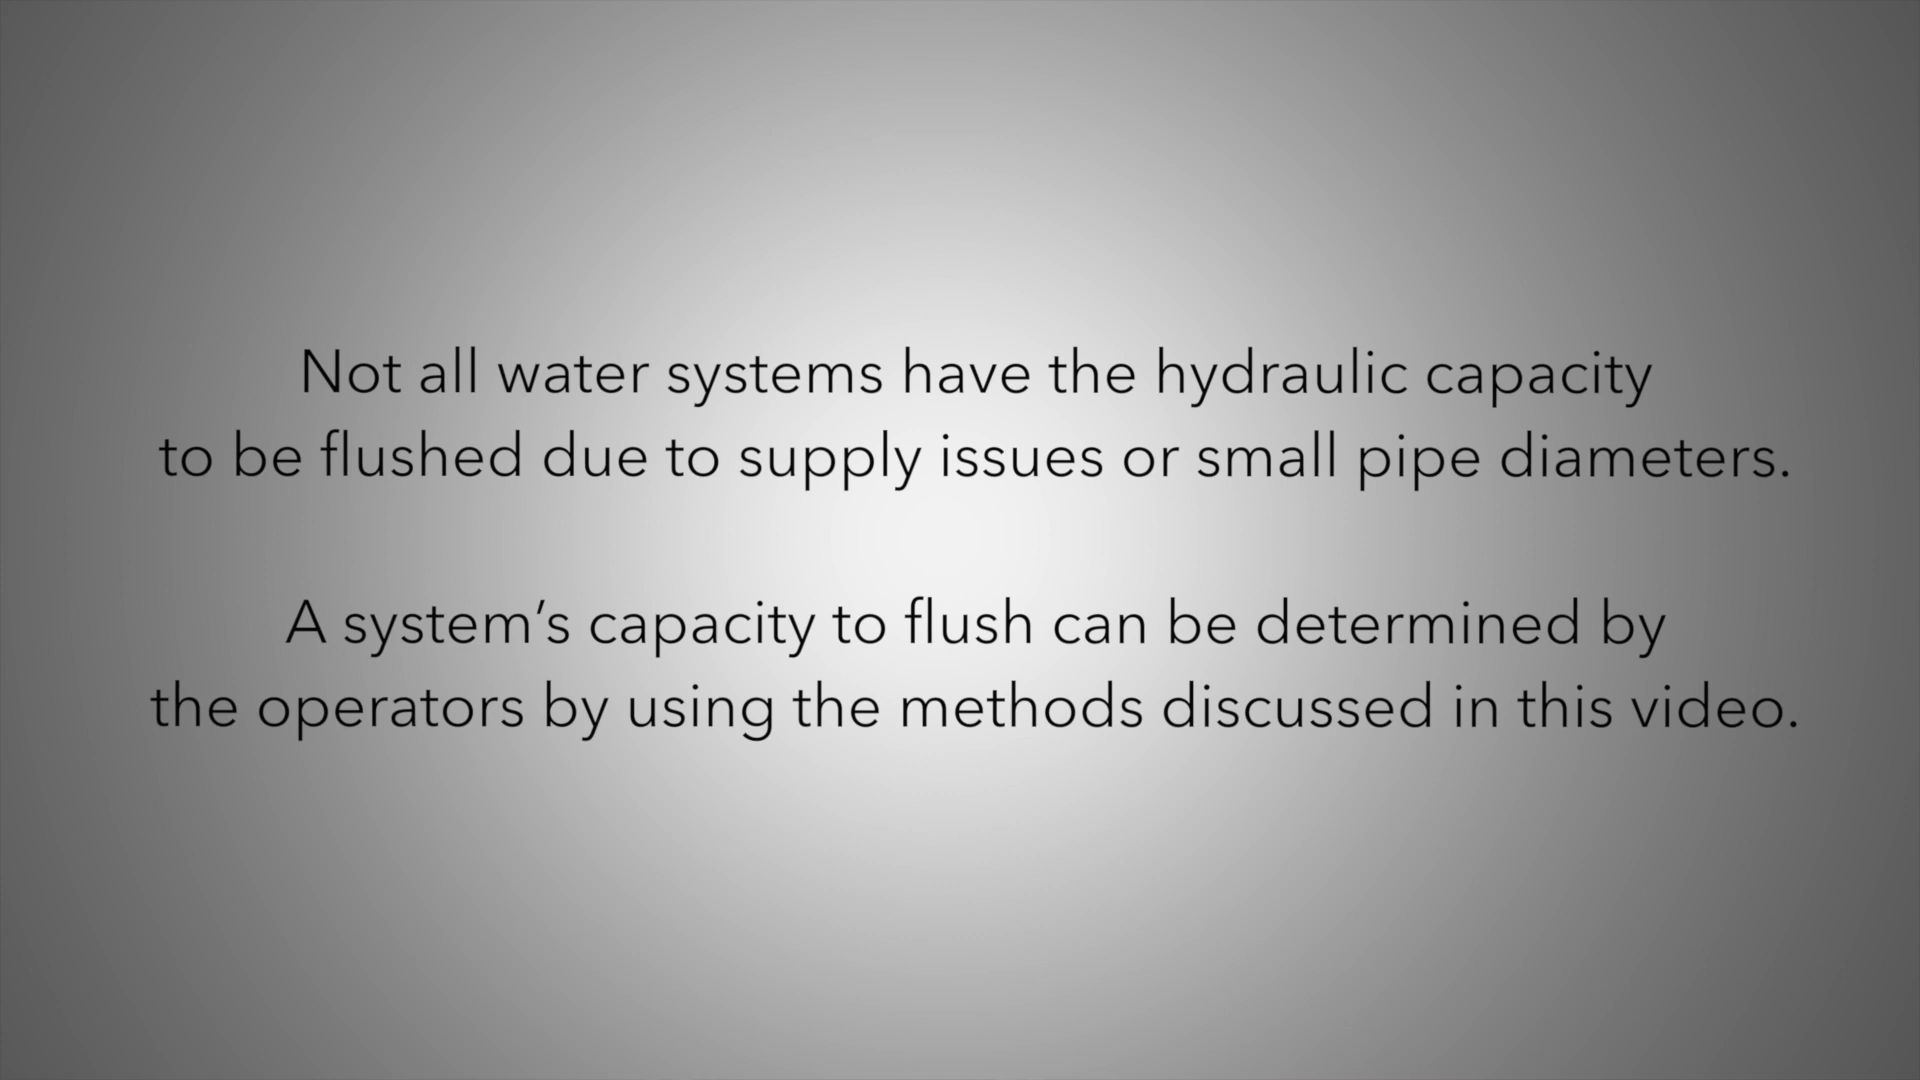 Not all water systems have the hydraulic capacity
to be flushed due to supply issues or small pipe diameters.
A system’s capacity to flush can be determined by
the operators by using the methods discussed in this video.